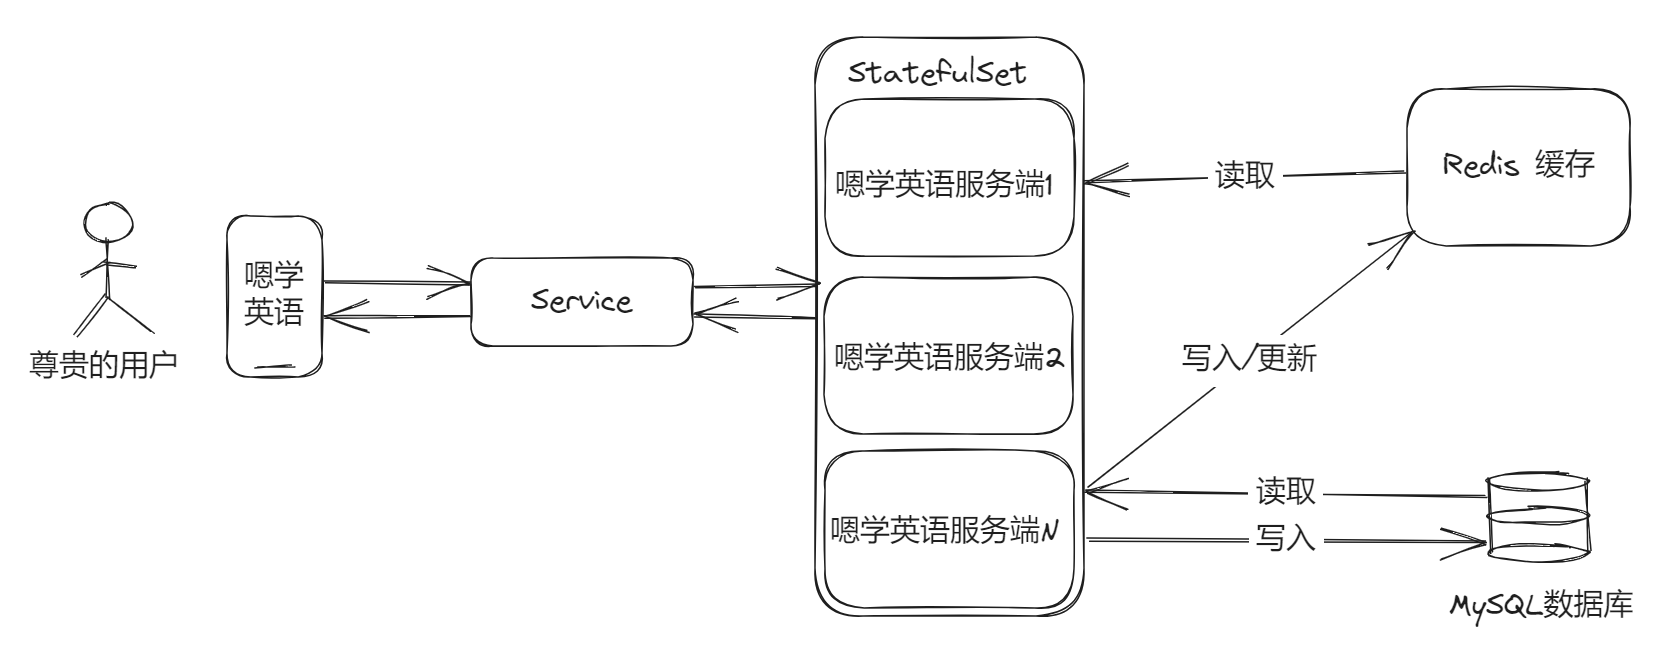 尊贵的用户
嗯学
英语
Service
StatefulSet
嗯学英语服务端1
嗯学英语服务端2
嗯学英语服务端N
读取
Redis 缓存
写入/更新
读取
写入
MySQL数据库